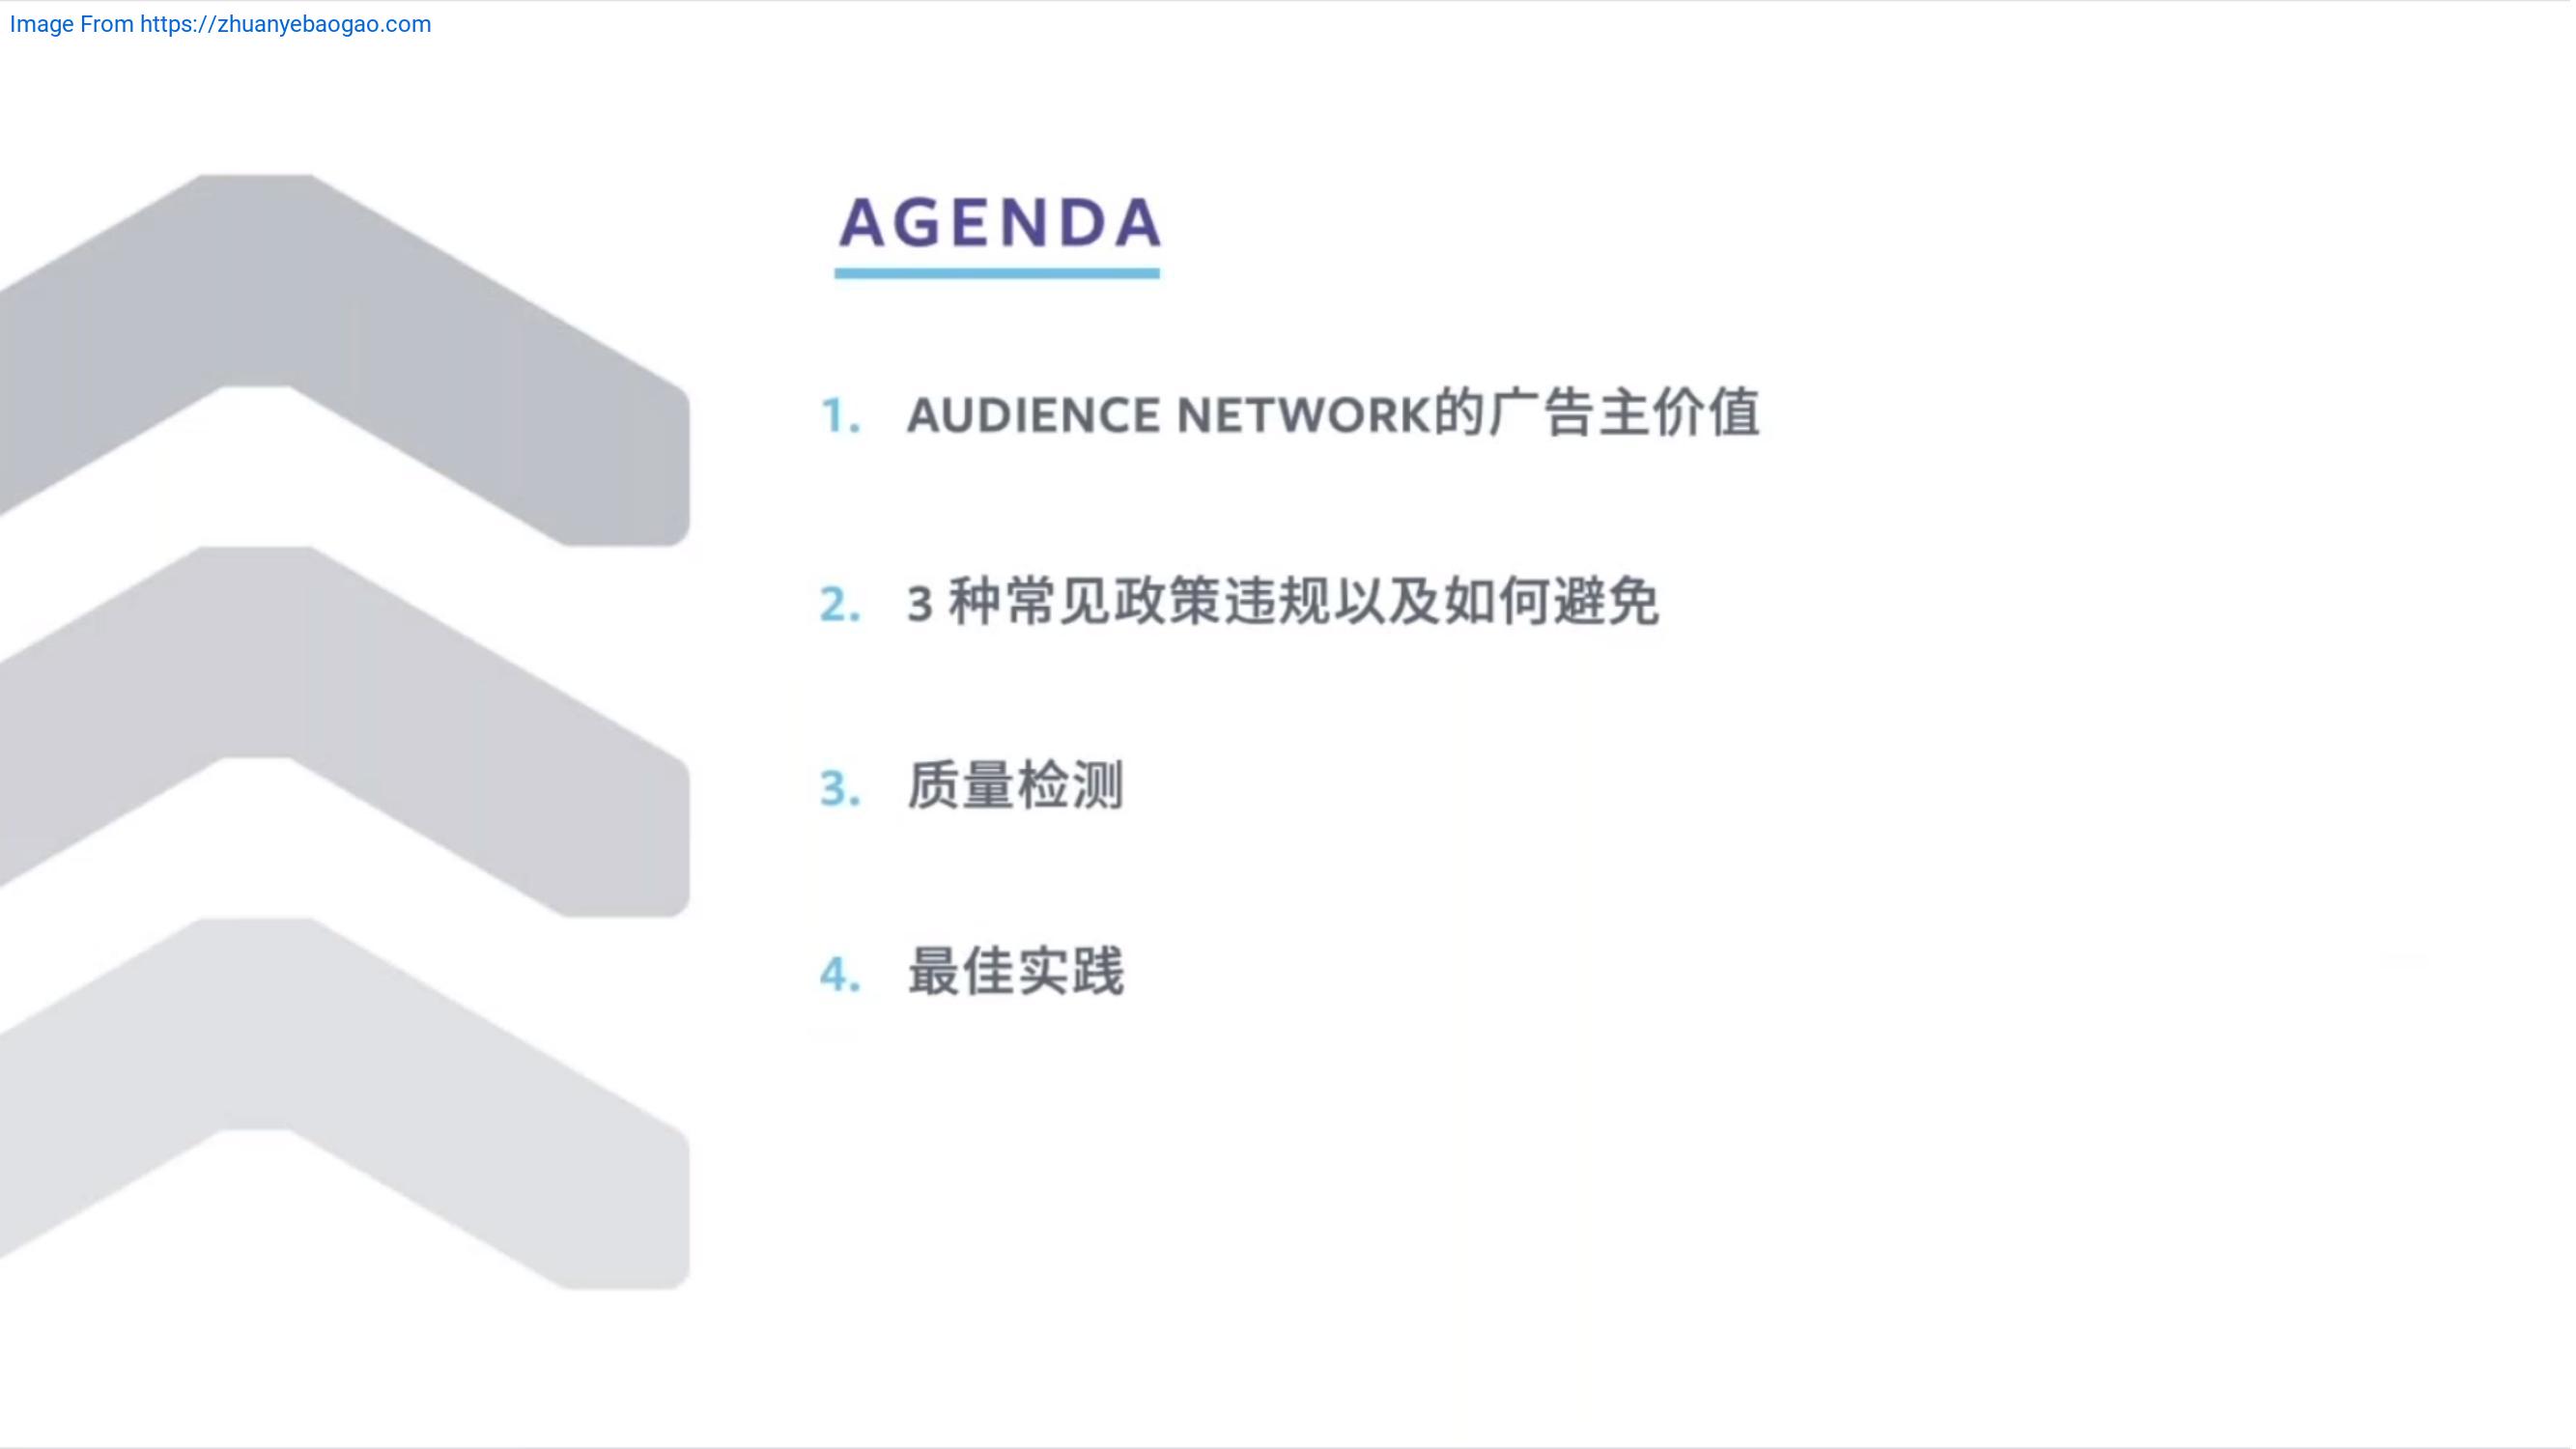 Image From https://zhuanyebaogao.com
AGENDA
1. AUDIENCE NETWORK的广告主价值
2. 3 种常见政策违规以及如何避免
3. 质量检测
4. 最佳实践